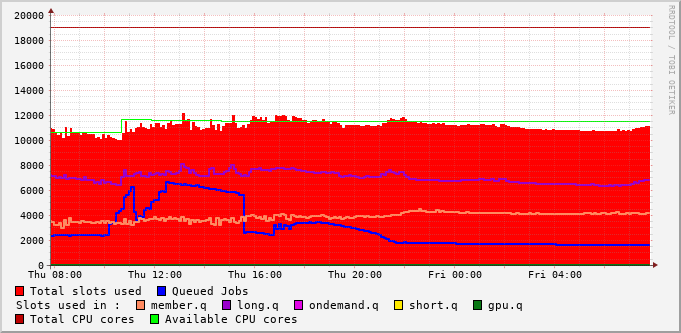 20000
18000
16000
14000
12000
10000
8000
6000
4000
2000
0
Thu 08:00 Thu 12:00 Thu 16:00 Thu 20:00 Fri 00:00 Fri 04:00
RRDTOOL / TOBI OETIKER
Total slots used Queued Jobs
Slots used in : member.q long.q ondemand.q short.q gpu.q
Total CPU cores Available CPU cores